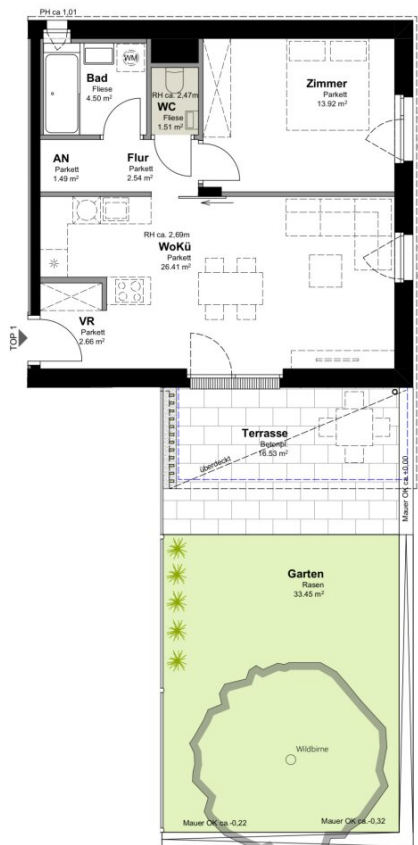 PH ca 1,01
Bad
Fliese
4.50 m²
WM
RH ca. 2,47m
WC
Fliese
1.51 m²
Zimmer
Parkett
13.92 m²
AN
Parkett
1.49 m²
Flur
Parkett
2.54 m²
RH ca. 2,69m
WoKü
Parkett
26.41 m²
VR
Parkett
2.66 m²
TOP 1
Terrasse
Betonpl.
16.53 m²
überdeckt
Mauer OK ca.±0,00
Garten
Rasen
33.45 m²
Wildbirne
Mauer OK ca.-0,22
Mauer OK ca.-0,32